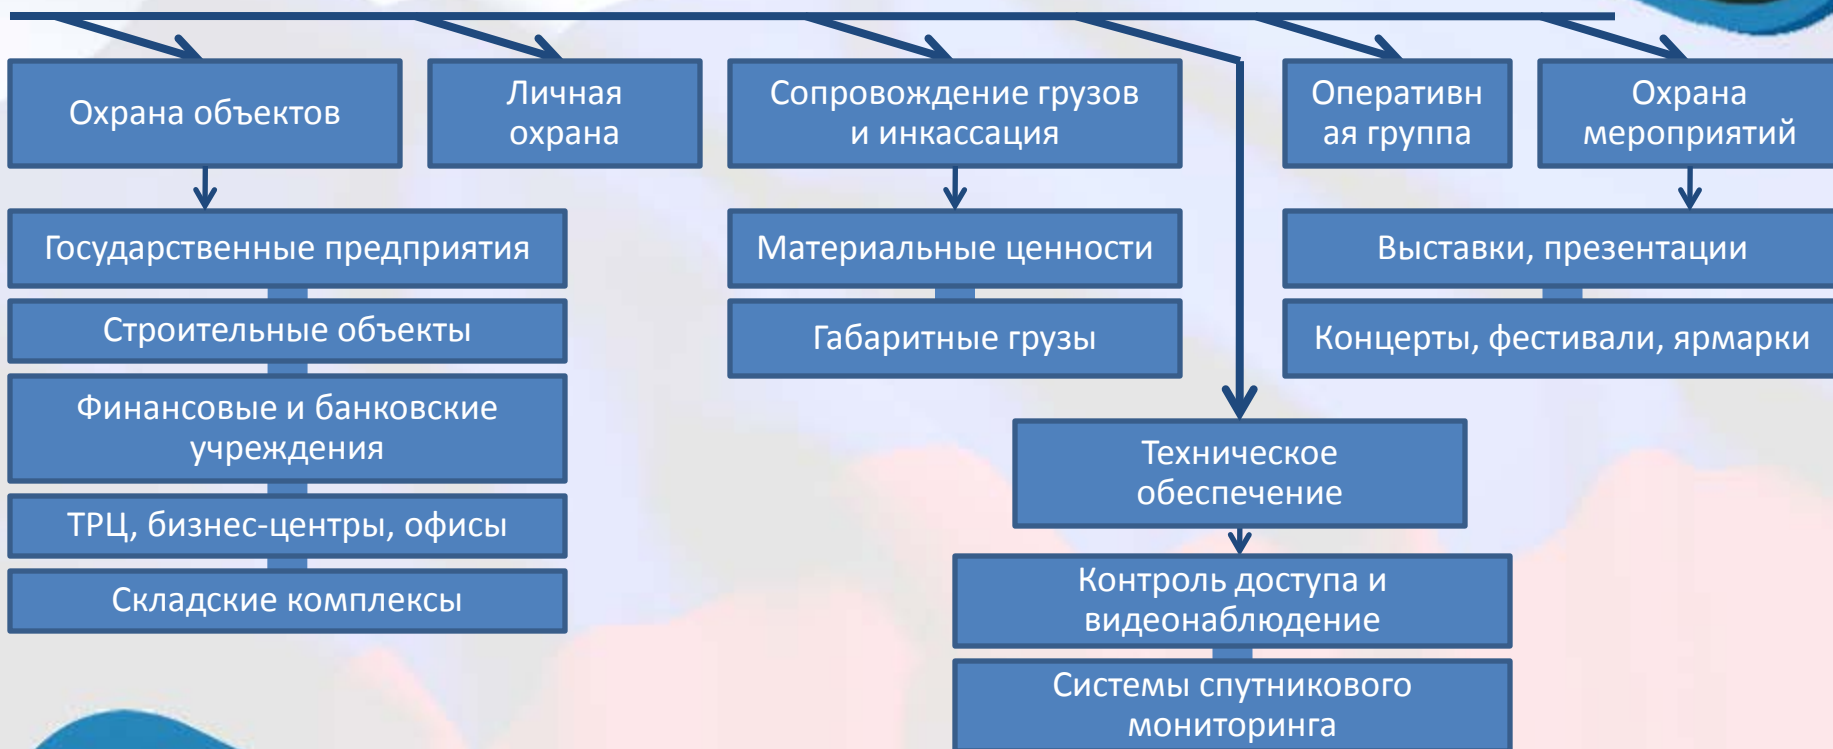 Охрана объектов
Личная
охрана
Сопровождение грузов
и инкассация
Оперативн
ая группа
Охрана
мероприятий
Государственные предприятия
Строительные объекты
Финансовые и банковские
учреждения
ТРЦ, бизнес-центры, офисы
Складские комплексы
Материальные ценности
Габаритные грузы
Выставки, презентации
Концерты, фестивали, ярмарки
Техническое
обеспечение
Контроль доступа и
видеонаблюдение
Системы спутникового
мониторинга